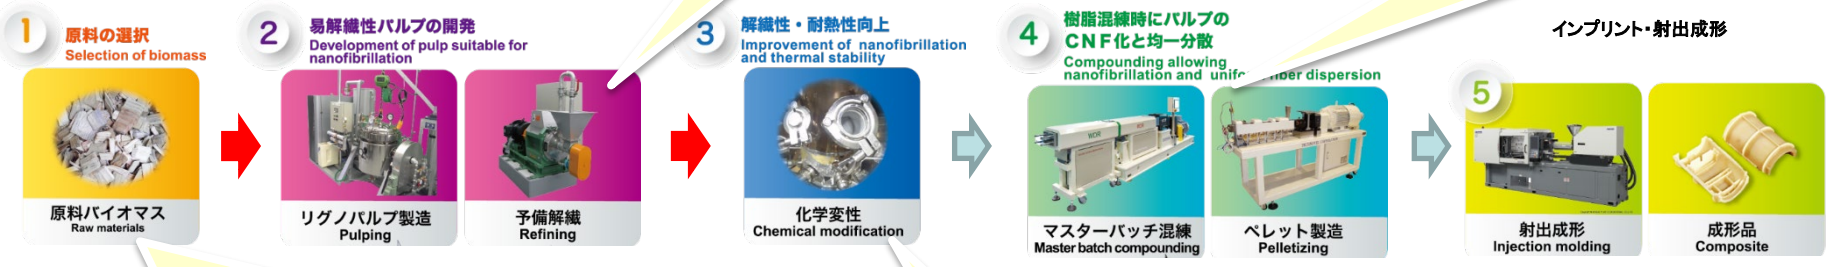 1
原料の選択
Selection of biomass
原料バイオマス
Raw materials
2
易解繊性パルプの開発
Development of pulp suitable for
nanofibrillation
リグノパルプ製造
Pulping
予備解繊
Refining
3
解繊性・耐熱性向上
Improvement of nanofibrillation
and thermal stability
化学変性
Chemical modification
4
樹脂混練時にパルプの
CNF化と均一分散
Compounding allowing
nanofibrillation and unifo fiber dispersion
マスターバッチ混練
Master batch compounding
ペレット製造
Pelletizing
インプリント・射出成形
5
射出成形
Injection molding
成形品
Composite